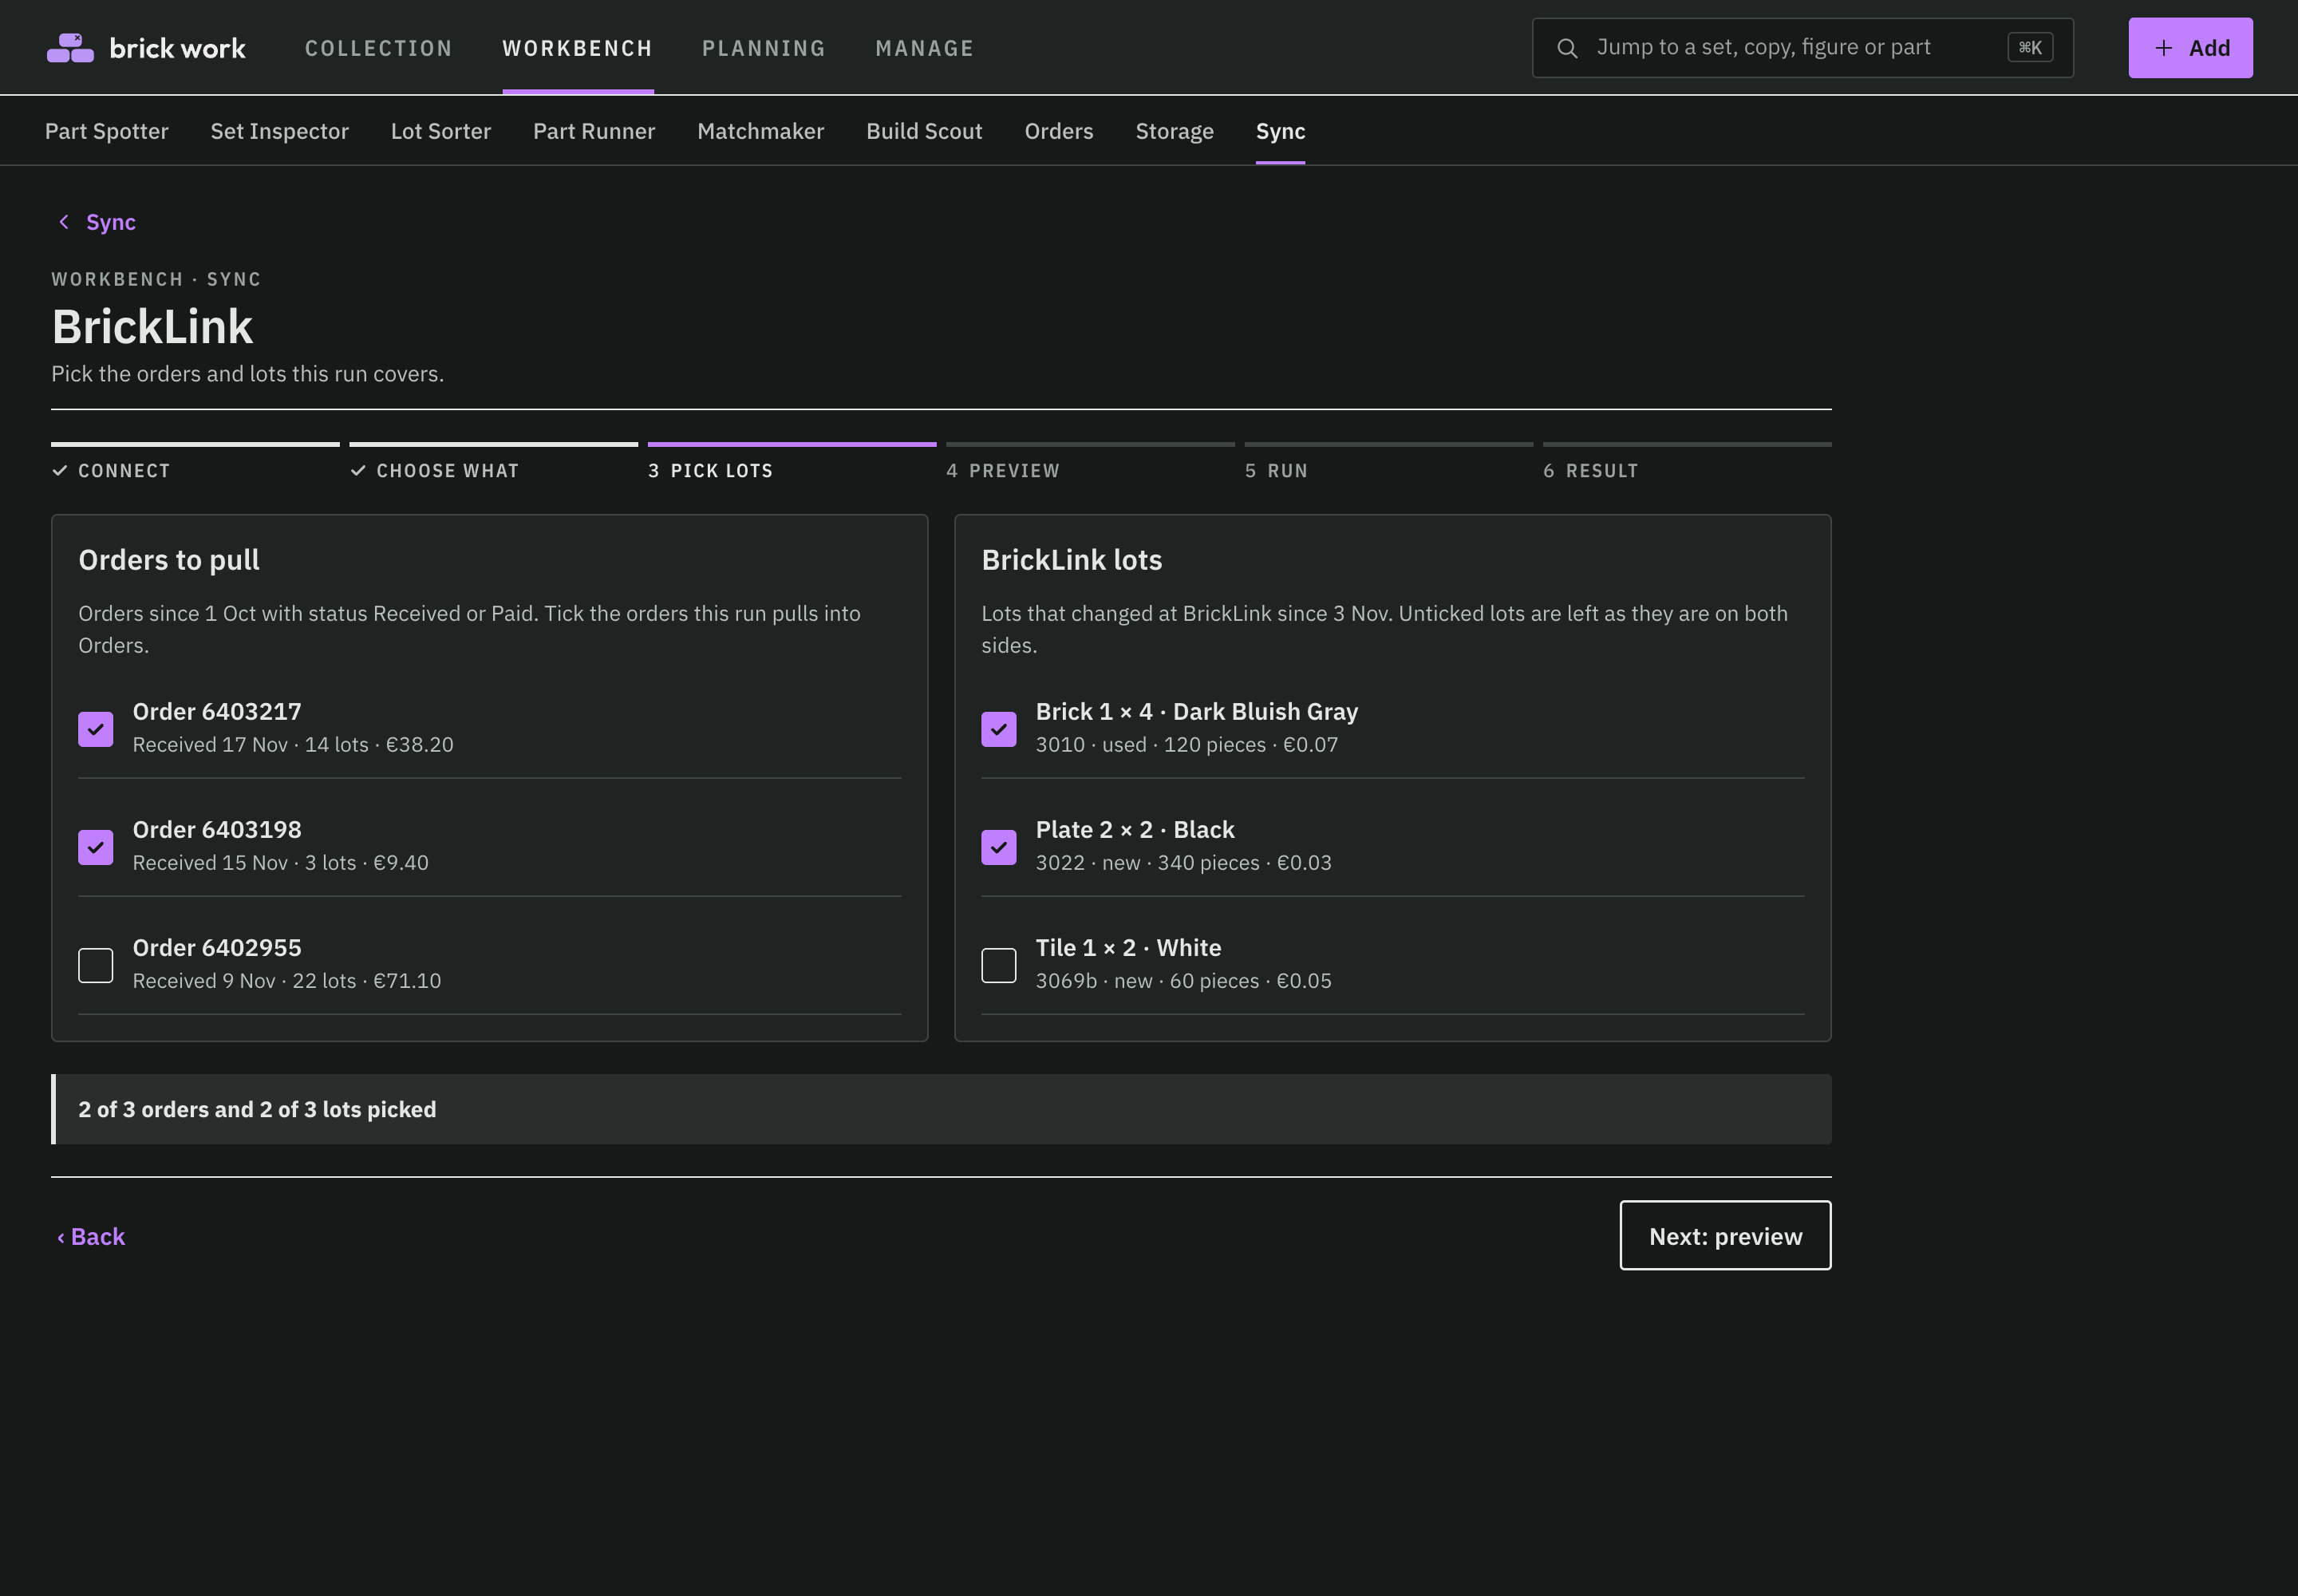 brick work
COLLECTION
WORKBENCH
PLANNING
MANAGE
Jump to a set, copy, figure or part
⌘K
+ Add
Part Spotter
Set Inspector
Lot Sorter
Part Runner
Matchmaker
Build Scout
Orders
Storage
Sync
‹ Sync
WORKBENCH · SYNC
BrickLink
Pick the orders and lots this run covers.
✓ CONNECT
✓ CHOOSE WHAT
3 PICK LOTS
4 PREVIEW
5 RUN
6 RESULT
Orders to pull
Orders since 1 Oct with status Received or Paid. Tick the orders this run pulls into
Orders.
Order 6403217
Received 17 Nov · 14 lots · €38.20
Order 6403198
Received 15 Nov · 3 lots · €9.40
Order 6402955
Received 9 Nov · 22 lots · €71.10
BrickLink lots
Lots that changed at BrickLink since 3 Nov. Unticked lots are left as they are on both
sides.
Brick 1 × 4 · Dark Bluish Gray
3010 · used · 120 pieces · €0.07
Plate 2 × 2 · Black
3022 · new · 340 pieces · €0.03
Tile 1 × 2 · White
3069b · new · 60 pieces · €0.05
2 of 3 orders and 2 of 3 lots picked
‹ Back
Next: preview